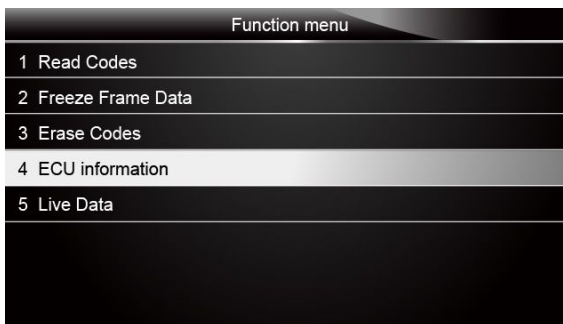 Function menu
1 Read Codes
2 Freeze Frame Data
3 Erase Codes
4 ECU information
5 Live Data